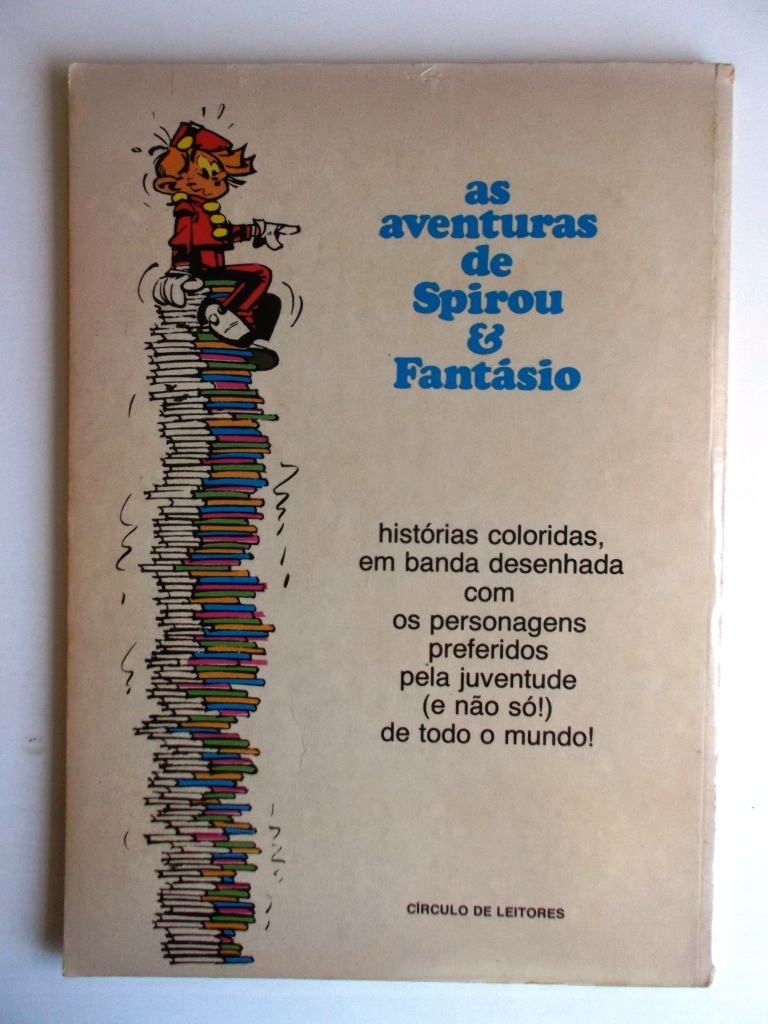 as
aventuras
de
Spirou
&
Fantásio
histórias coloridas,
em banda desenhada
com
os personagens
preferidos
pela juventude
(e não só!)
de todo o mundo!
CÍRCULO DE LEITORES